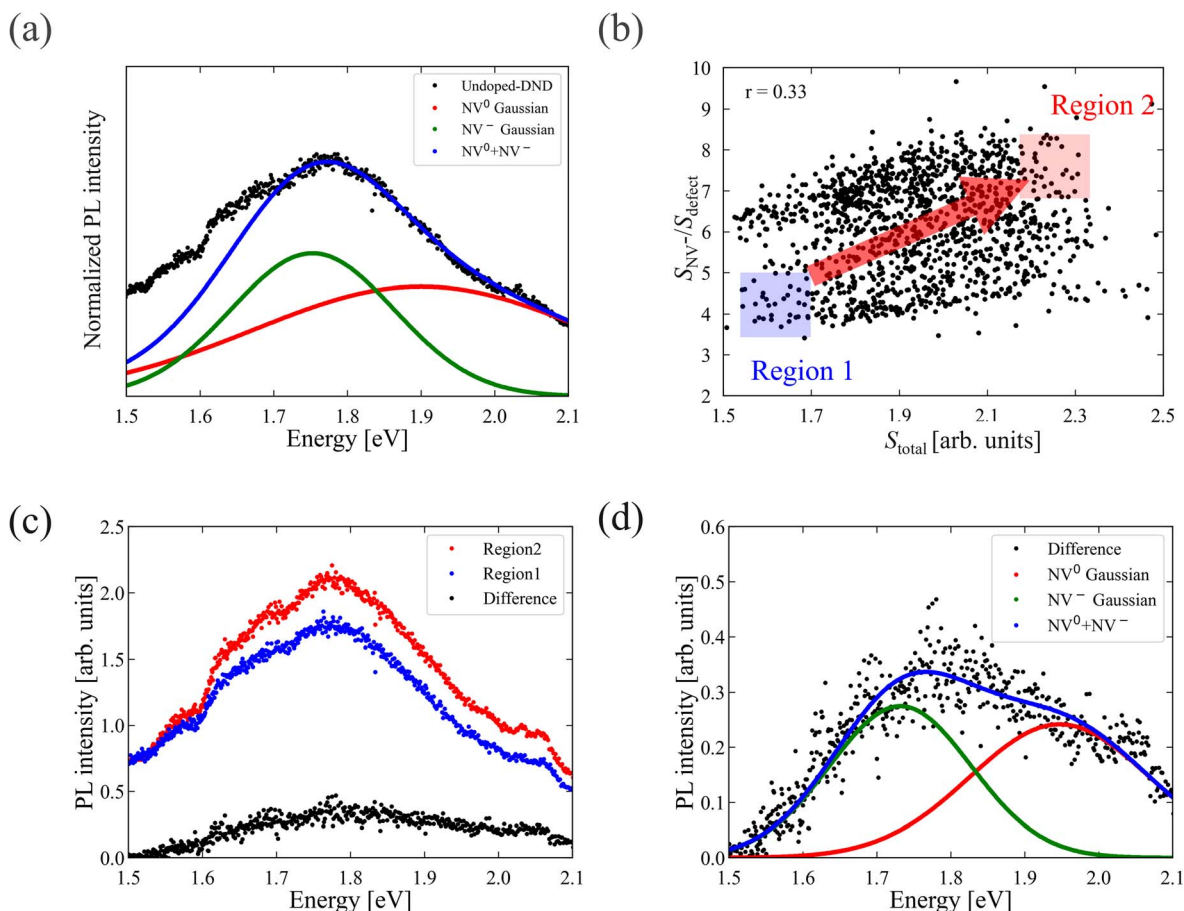 (a)
Normalized PL intensity
Undoped-DND
NV⁰ Gaussian
NV⁻ Gaussian
NV⁰+NV⁻
1.5 1.6 1.7 1.8 1.9 2.0 2.1
Energy [eV]
(b)
S_NV⁻/S_defect
10
9
8
7
6
5
4
3
2
r = 0.33
Region 2
Region 1
1.5 1.7 1.9 2.1 2.3 2.5
S_total [arb. units]
(c)
PL intensity [arb. units]
2.5
2.0
1.5
1.0
0.5
0.0
Region2
Region1
Difference
1.5 1.6 1.7 1.8 1.9 2.0 2.1
Energy [eV]
(d)
PL intensity [arb. units]
0.6
0.5
0.4
0.3
0.2
0.1
0.0
Difference
NV⁰ Gaussian
NV⁻ Gaussian
NV⁰+NV⁻
1.5 1.6 1.7 1.8 1.9 2.0 2.1
Energy [eV]